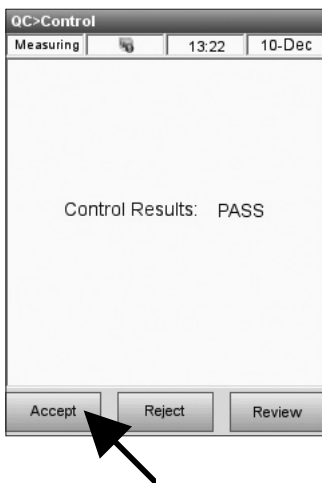 QC>Control
Measuring 13:22 10-Dec
Control Results: PASS
Accept Reject Review